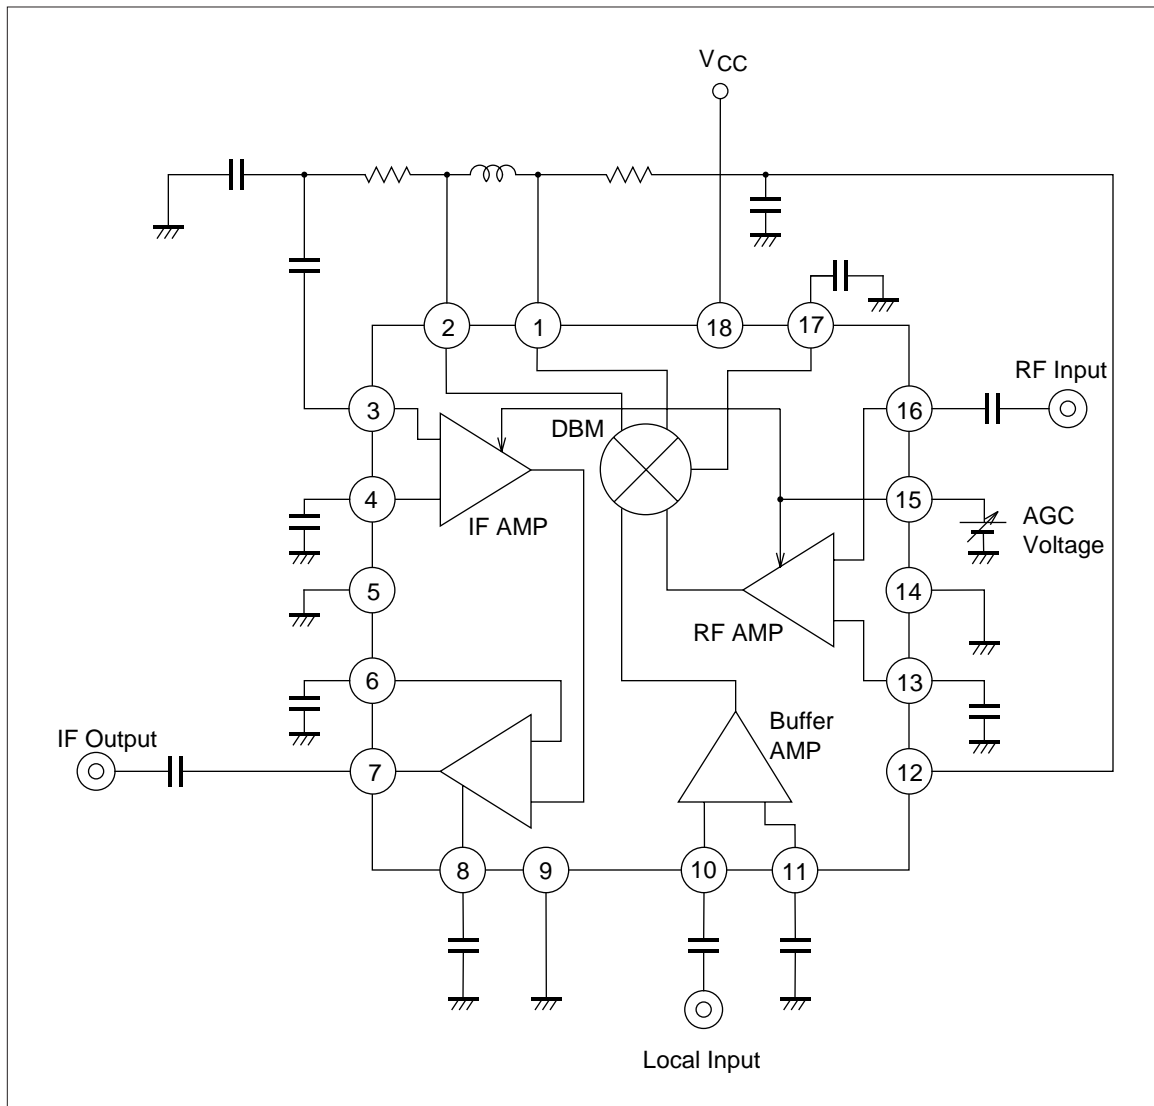 VCC
2
1
18
17
RF Input
3
DBM
16
4
IF AMP
15
AGC
Voltage
5
RF AMP
14
6
13
IF Output
7
Buffer
AMP
12
8
9
10
11
Local Input